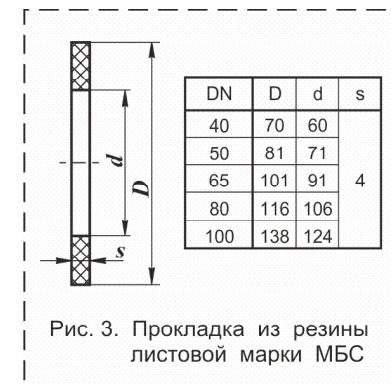 DN D d s
40 70 60
50 81 71
65 101 91 4
80 116 106
100 138 124
d
D
s
Рис. 3. Прокладка из резины
листовой марки МБС